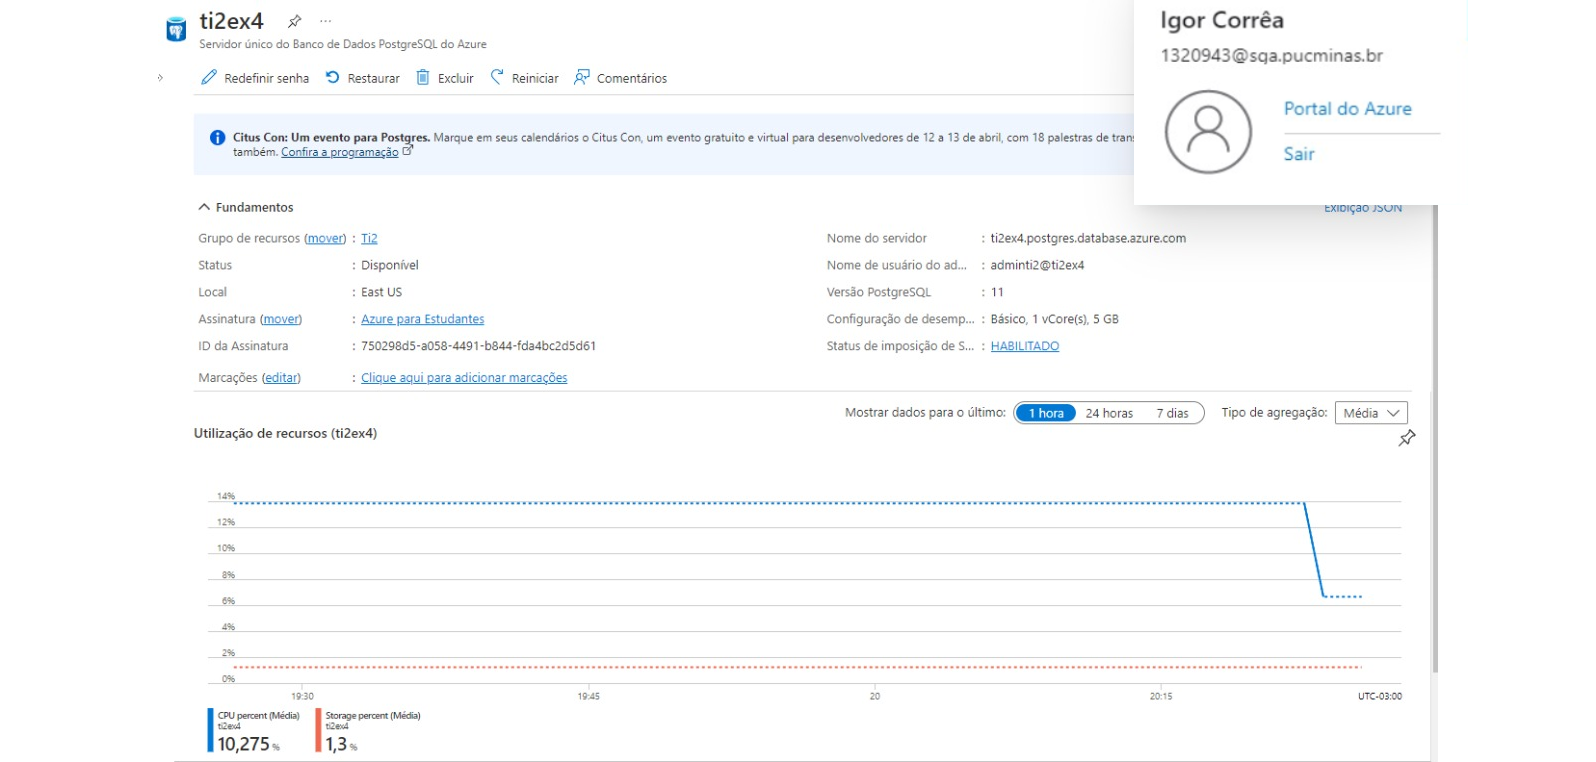 ti2ex4
Servidor único do Banco de Dados PostgreSQL do Azure
Redefinir senha Restaurar Excluir Reiniciar Comentários
Igor Corrêa
1320943@sga.pucminas.br
Portal do Azure
Sair
Citus Con: Um evento para Postgres. Marque em seus calendários o Citus Con, um evento gratuito e virtual para desenvolvedores de 12 a 13 de abril, com 18 palestras de trans
também. Confira a programação
Fundamentos
Exibição JSON
Grupo de recursos (mover) : Ti2
Status : Disponível
Local : East US
Assinatura (mover) : Azure para Estudantes
ID da Assinatura : 750298d5-a058-4491-b844-fda4bc2d5d61
Marcações (editar) : Clique aqui para adicionar marcações
Nome do servidor : ti2ex4.postgres.database.azure.com
Nome de usuário do ad... : adminti2@ti2ex4
Versão PostgreSQL : 11
Configuração de desemp... : Básico, 1 vCore(s), 5 GB
Status de imposição de S... : HABILITADO
Mostrar dados para o último: 1 hora 24 horas 7 dias Tipo de agregação: Média
Utilização de recursos (ti2ex4)
14%
12%
10%
8%
6%
4%
2%
0%
19:30 19:45 20 20:15 UTC-03:00
CPU percent (Média)
ti2ex4
10,275 %
Storage percent (Média)
ti2ex4
1,3 %